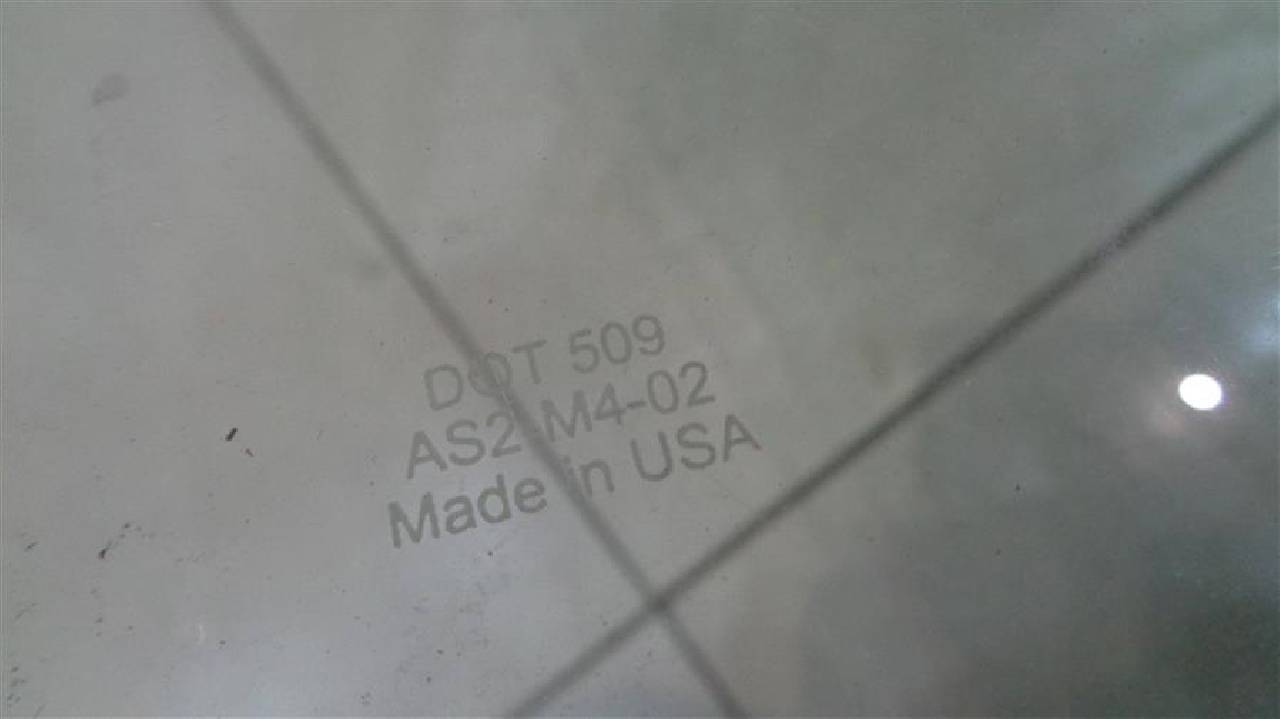 DOT 509
AS2-M4-02
Made in USA